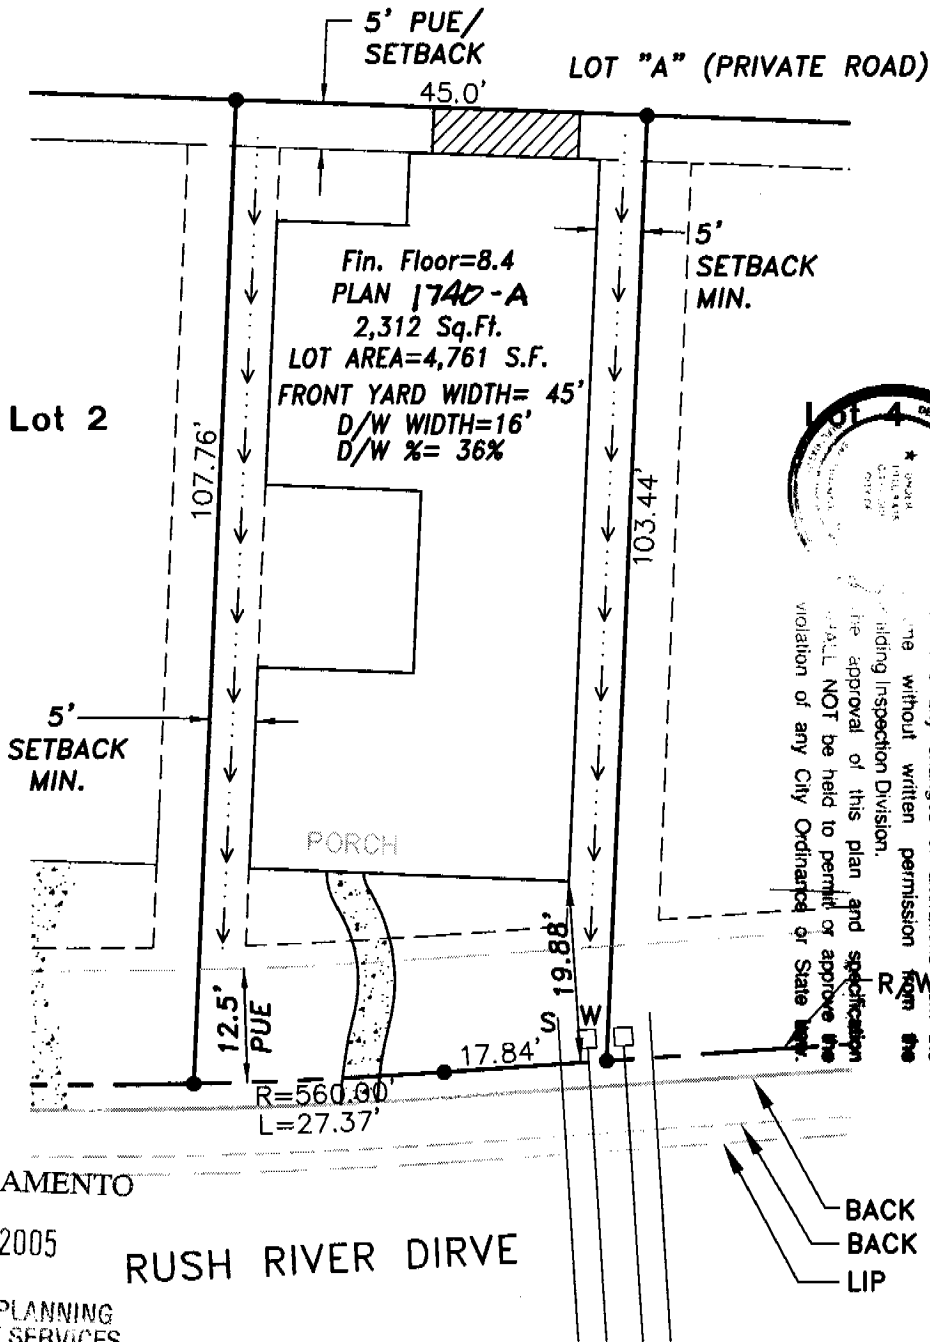 5' PUE/
SETBACK
LOT "A" (PRIVATE ROAD)
45.0'
5'
SETBACK
MIN.
Fin. Floor=8.4
PLAN 1740-A
2,312 Sq.Ft.
LOT AREA=4,761 S.F.
FRONT YARD WIDTH= 45'
D/W WIDTH=16'
D/W %= 36%
Lot 2
Lot 4
107.76'
103.44'
5'
SETBACK
MIN.
without written permission from the
Inspection Division.
approval of this plan and specification
NOT be held to permit or approve the
violation of any City Ordinance or State law.
PORCH
12.5'
PUE
19.88'
S
W
R/W
17.84'
R=560.00'
L=27.37'
AMENTO
2005
RUSH RIVER DIRVE
PLANNING
SERVICES
BACK
BACK
LIP